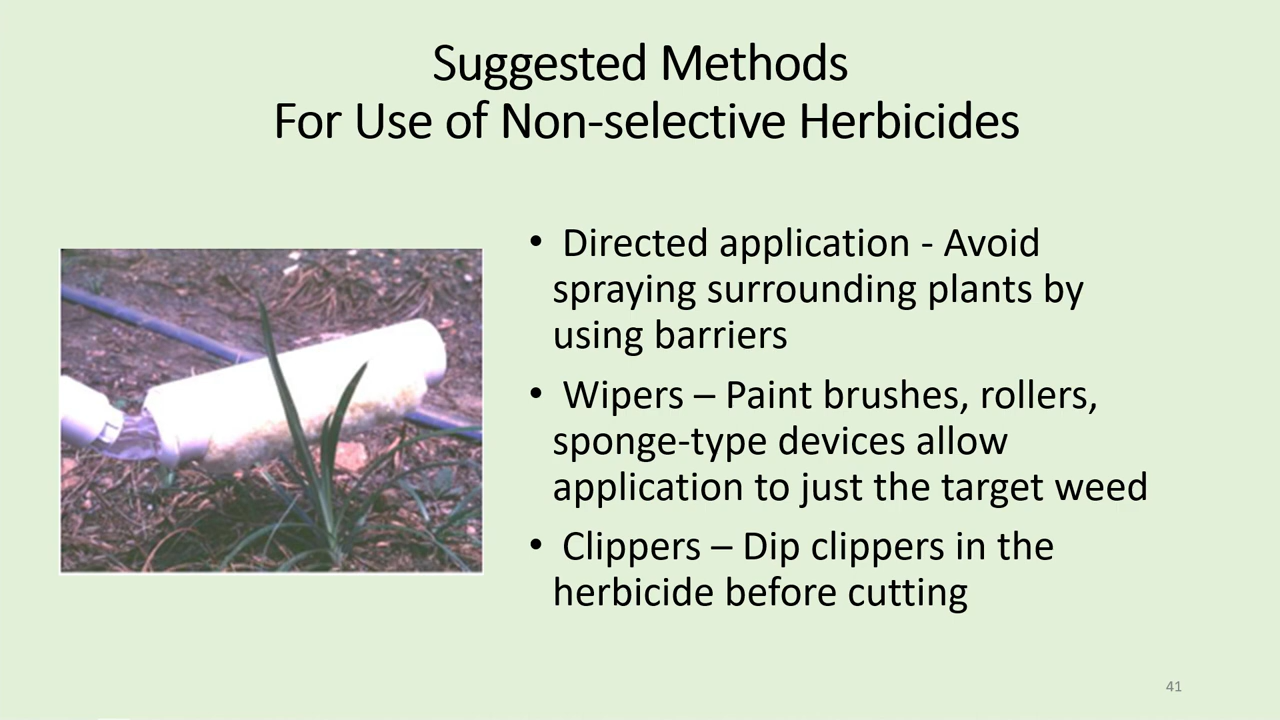 Suggested Methods
For Use of Non-selective Herbicides
• Directed application - Avoid
spraying surrounding plants by
using barriers
• Wipers – Paint brushes, rollers,
sponge-type devices allow
application to just the target weed
• Clippers – Dip clippers in the
herbicide before cutting
41